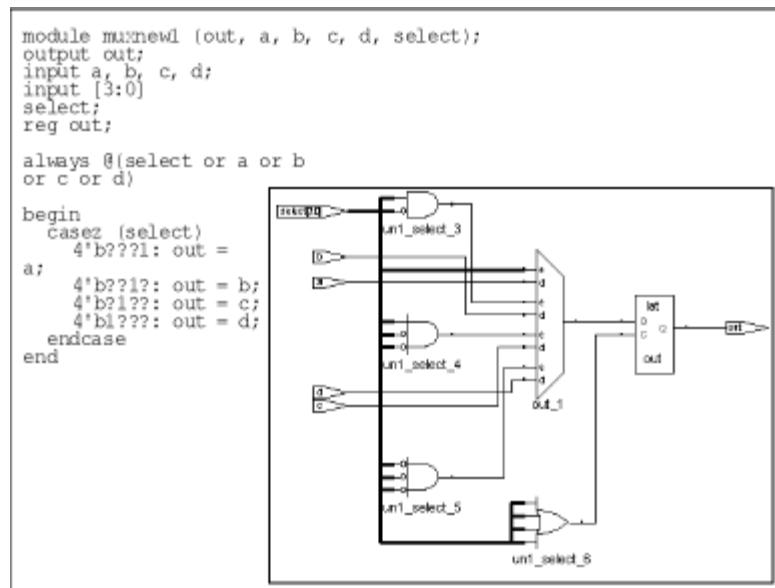 module muxnew1 (out, a, b, c, d, select);
output out;
input a, b, c, d;
input [3:0]
select;
reg out;
always @(select or a or b
or c or d)
begin
casez (select)
4'b???1: out =
a;
4'b??1?: out = b;
4'b?1??: out = c;
4'b1???: out = d;
endcase
end
un1_select_3
b
a
un1_select_4
d
c
un1_select_5
un1_select_6
e
d
e
d
c
d
e
d
out_1
lat
D
Q
C
out
out